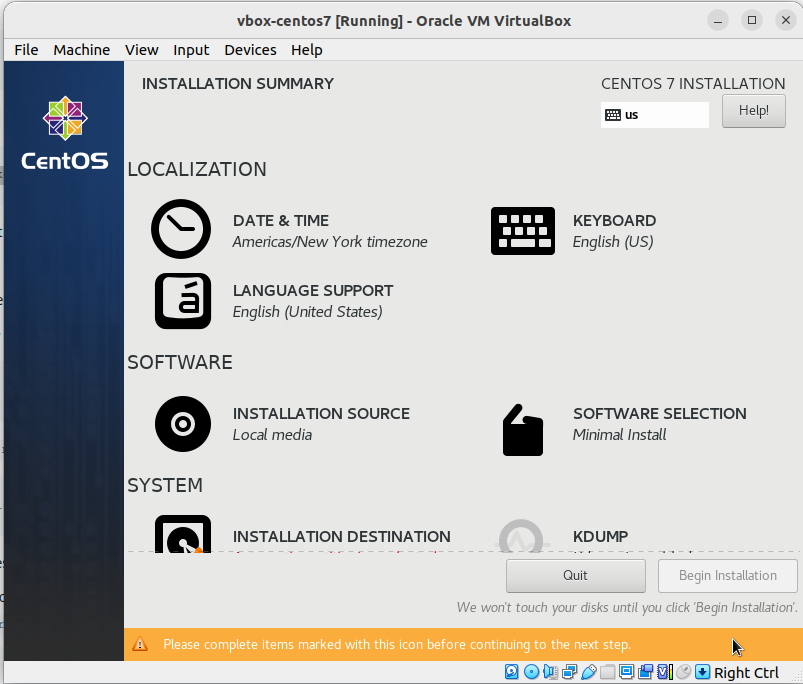 vbox-centos7 [Running] - Oracle VM VirtualBox
File Machine View Input Devices Help
CentOS
INSTALLATION SUMMARY
CENTOS 7 INSTALLATION
us
Help!
LOCALIZATION
DATE & TIME
Americas/New York timezone
KEYBOARD
English (US)
á
LANGUAGE SUPPORT
English (United States)
SOFTWARE
INSTALLATION SOURCE
Local media
SOFTWARE SELECTION
Minimal Install
SYSTEM
INSTALLATION DESTINATION
KDUMP
Quit
Begin Installation
We won't touch your disks until you click 'Begin Installation'.
Please complete items marked with this icon before continuing to the next step.
Right Ctrl